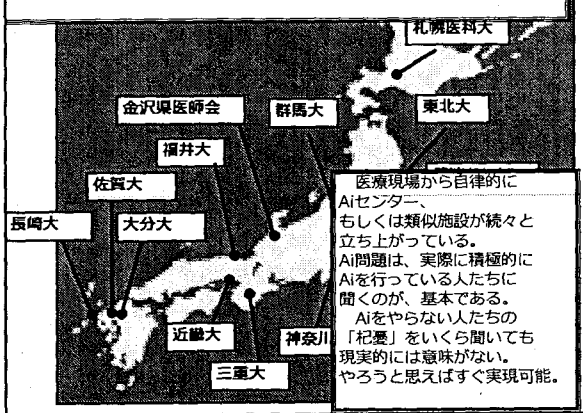 札幌医科大
金沢県医師会
群馬大
東北大
福井大
佐賀大
長崎大
大分大
近畿大
神奈川
三重大
医療現場から自律的に
Aiセンター、
もしくは類似施設が続々と
立ち上がっている。
Ai問題は、実際に積極的に
Aiを行っている人たちに
聞くのが、基本である。
Aiをやらない人たちの
「杞憂」をいくら聞いても
現実的には意味がない。
やろうと思えばすぐ実現可能。